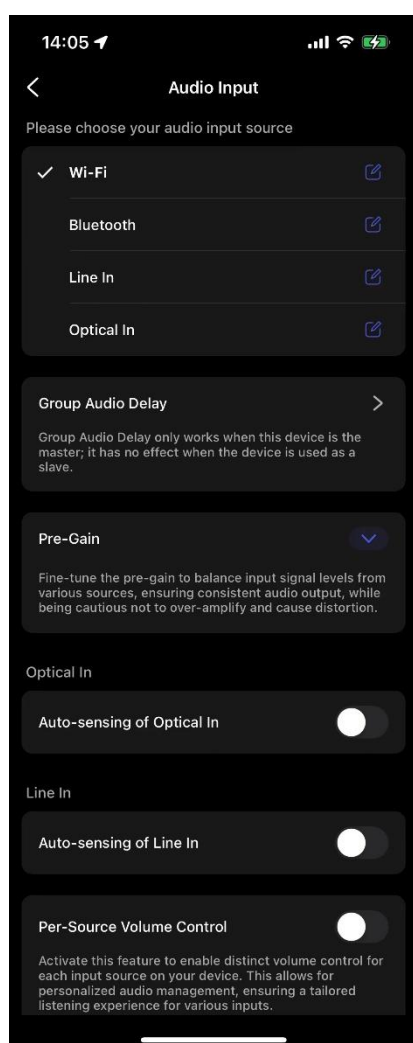 14:05
Audio Input
Please choose your audio input source
Wi-Fi
Bluetooth
Line In
Optical In
Group Audio Delay
Group Audio Delay only works when this device is the
master; it has no effect when the device is used as a
slave.
Pre-Gain
Fine-tune the pre-gain to balance input signal levels from
various sources, ensuring consistent audio output, while
being cautious not to over-amplify and cause distortion.
Optical In
Auto-sensing of Optical In
Line In
Auto-sensing of Line In
Per-Source Volume Control
Activate this feature to enable distinct volume control for
each input source on your device. This allows for
personalized audio management, ensuring a tailored
listening experience for various inputs.